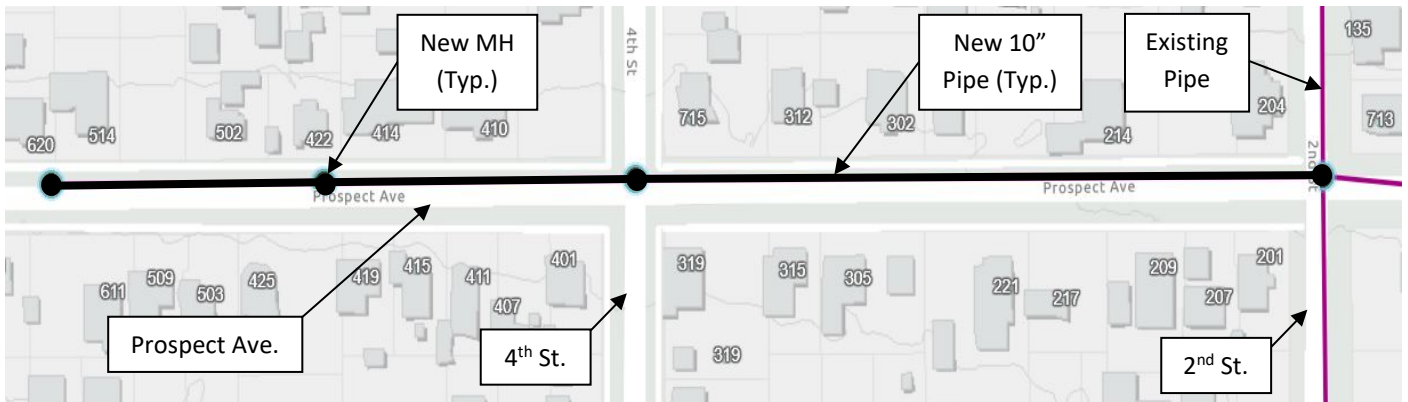 New MH
(Typ.)
4th St
New 10” 
Pipe (Typ.)
Existing
Pipe
135
620
514
502
422
414
410
715
312
302
214
204
713
2nd St
Prospect Ave
Prospect Ave
611
509
503
425
419
415
411
407
401
319
315
305
221
217
209
207
201
319
Prospect Ave.
4th St.
2nd St.